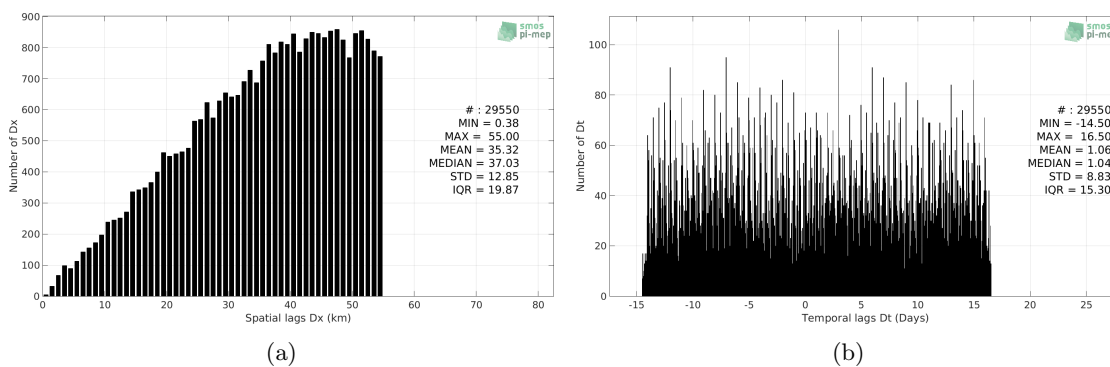 900
800
700
600
500
400
300
200
100
0
Number of Dx
0 10 20 30 40 50 60 70 80
Spatial lags Dx (km)
smos
pi-mep
# : 29550
MIN = 0.38
MAX = 55.00
MEAN = 35.32
MEDIAN = 37.03
STD = 12.85
IQR = 19.87
(a)
100
80
60
40
20
0
Number of Dt
-15 -10 -5 0 5 10 15 20 25
Temporal lags Dt (Days)
smos
pi-me
# : 29550
MIN = -14.50
MAX = 16.50
MEAN = 1.06
MEDIAN = 1.04
STD = 8.83
IQR = 15.30
(b)